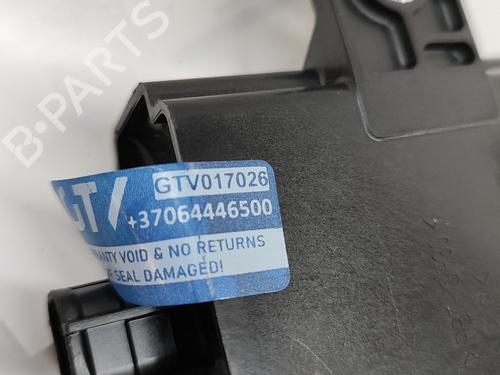 B-PARTS
GT/
GTV017026
+37064446500
VOID & NO RETURNS
SEAL DAMAGED!